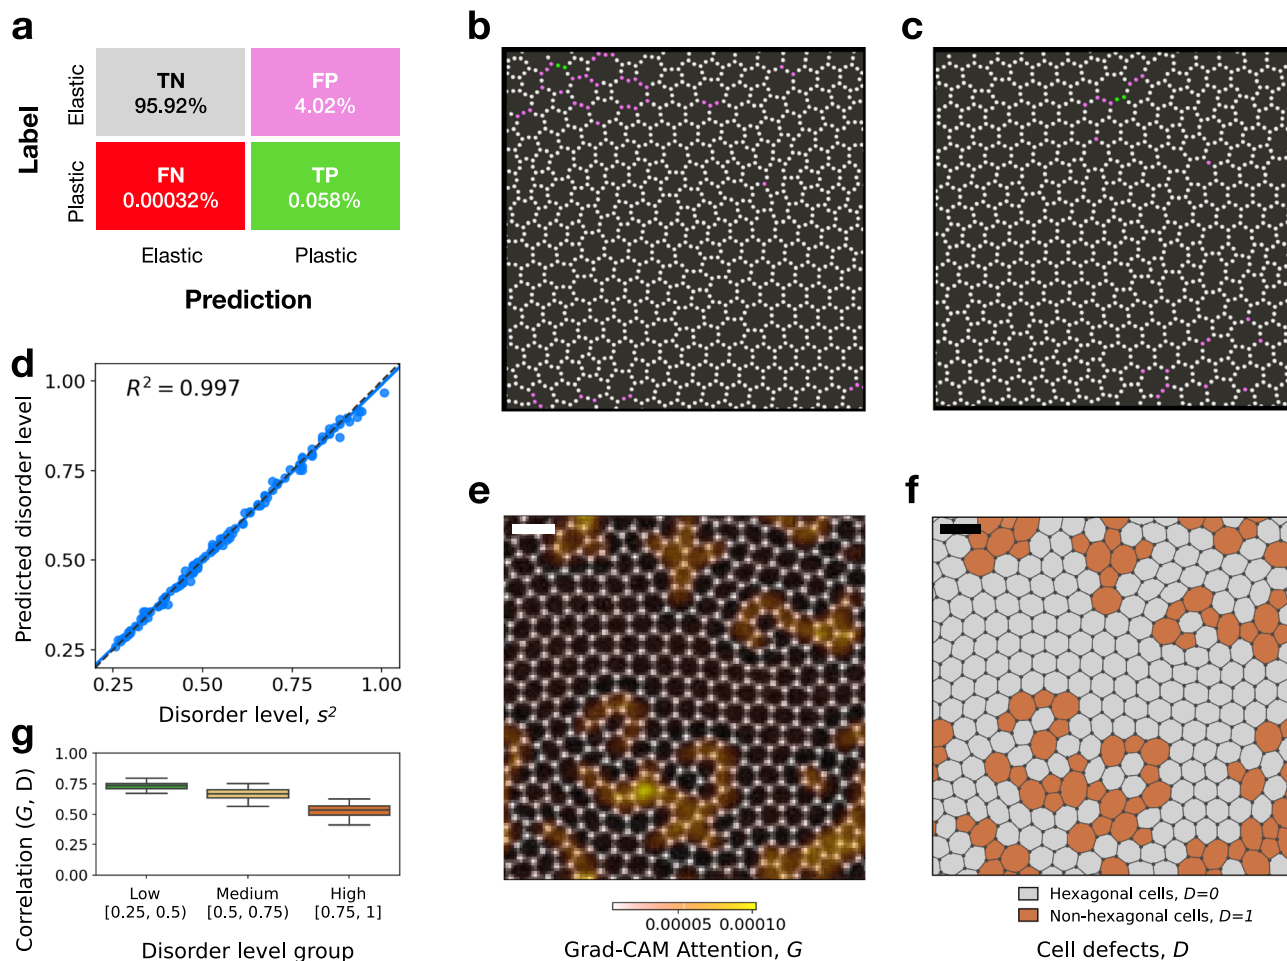 a
Label
Elastic
Plastic
TN
95.92%
FP
4.02%
FN
0.00032%
TP
0.058%
Elastic
Plastic
Prediction
b
c
d
Predicted disorder level
1.00
0.75
0.50
0.25
R² = 0.997
0.25
0.50
0.75
1.00
Disorder level, s²
e
0.00005
0.00010
Grad-CAM Attention, G
f
Hexagonal cells, D=0
Non-hexagonal cells, D=1
Cell defects, D
g
Correlation (G, D)
1.00
0.75
0.50
0.25
0.00
Low
[0.25, 0.5)
Medium
[0.5, 0.75)
High
[0.75, 1]
Disorder level group